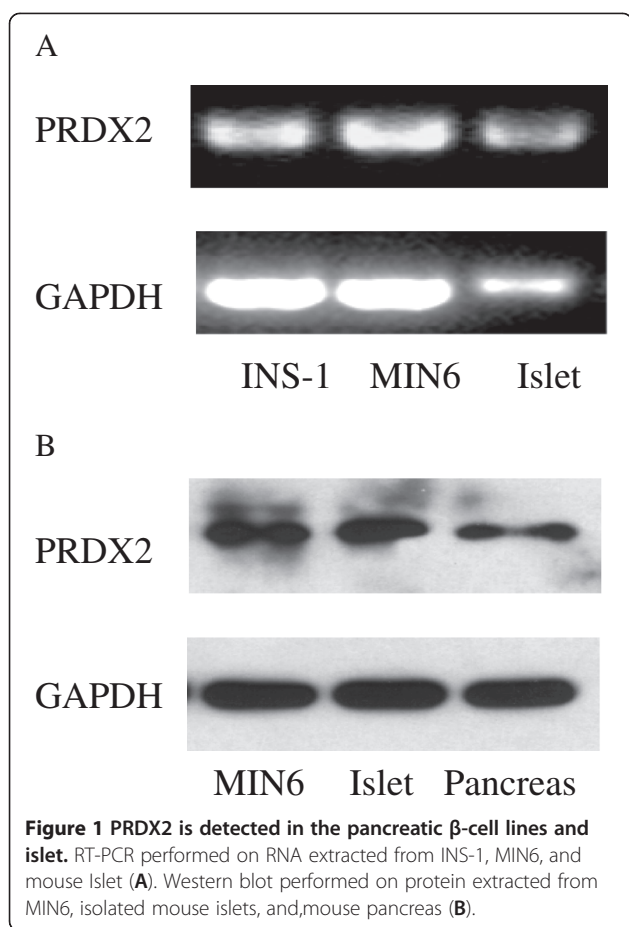 A
PRDX2
GAPDH
INS-1 MIN6 Islet
B
PRDX2
GAPDH
MIN6 Islet Pancreas
Figure 1 PRDX2 is detected in the pancreatic β-cell lines and
islet. RT-PCR performed on RNA extracted from INS-1, MIN6, and
mouse Islet (A). Western blot performed on protein extracted from
MIN6, isolated mouse islets, and,mouse pancreas (B).